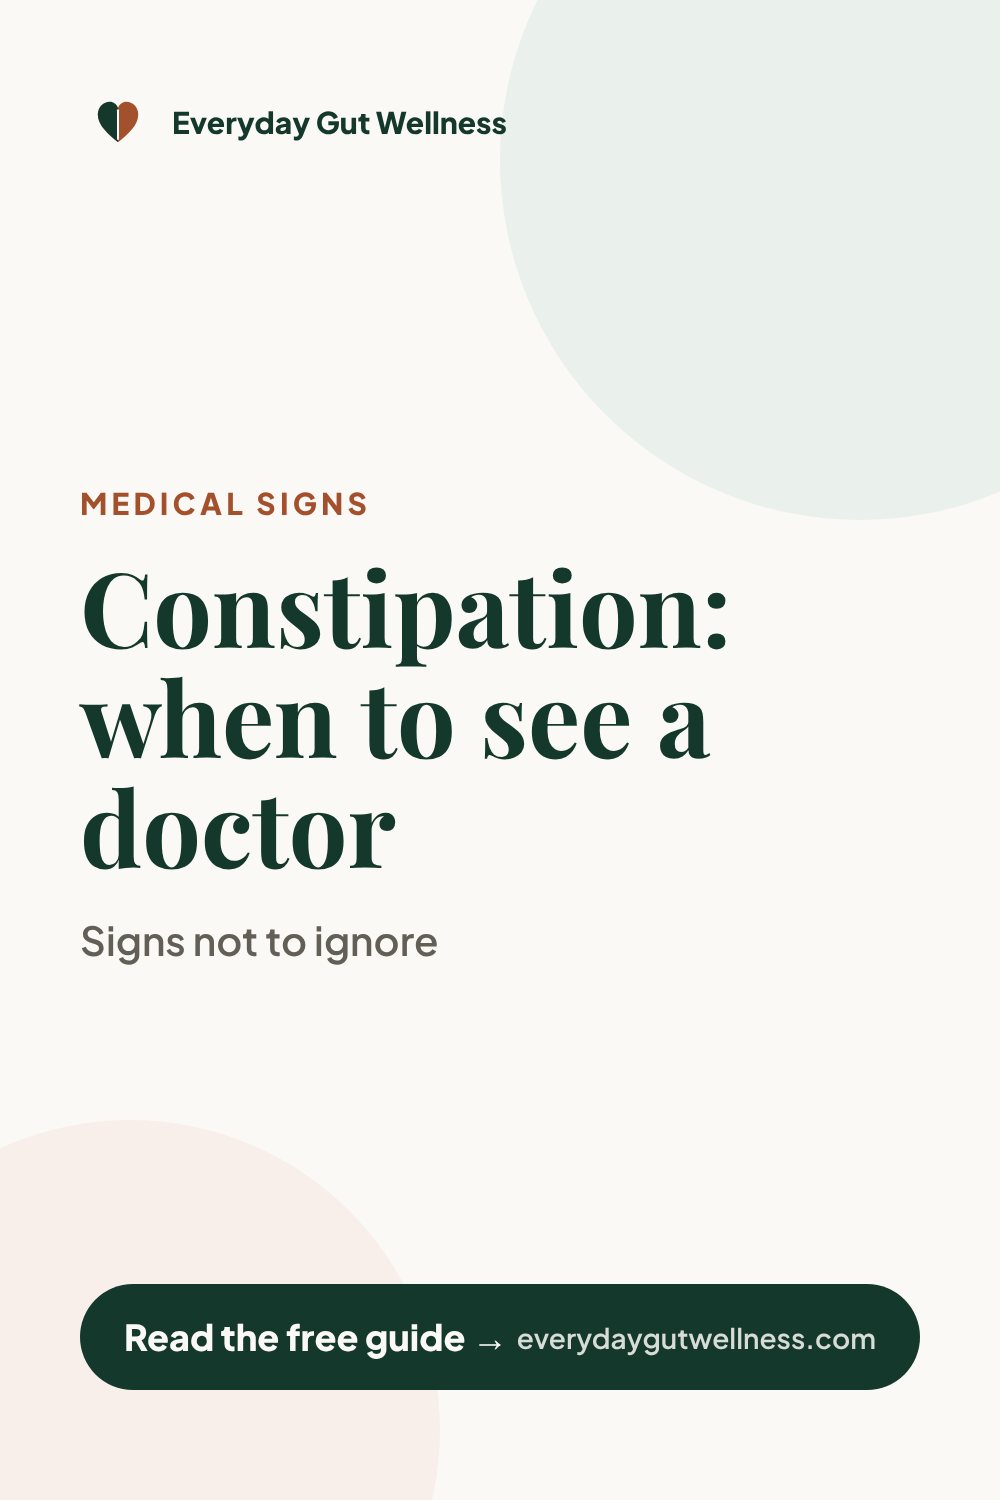 Everyday Gut Wellness
MEDICAL SIGNS
Constipation:
when to see a
doctor
Signs not to ignore
Read the free guide → everydaygutwellness.com